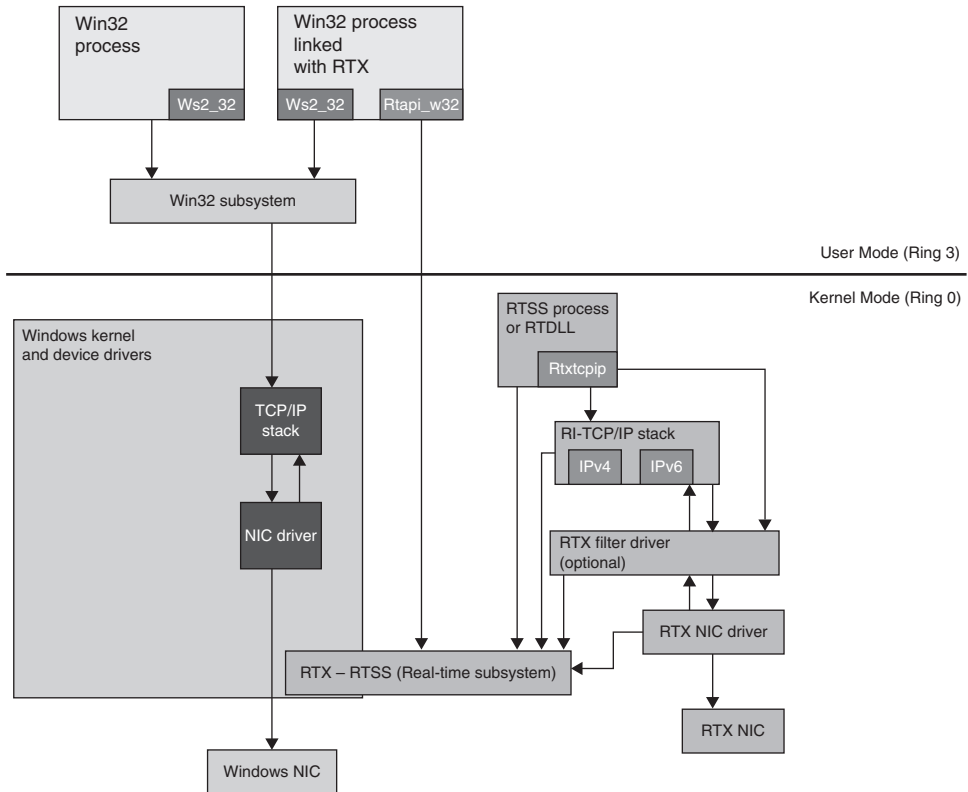 Win32
process
Ws2_32
Win32 process
linked
with RTX
Ws2_32
Rtapi_w32
Win32 subsystem
User Mode (Ring 3)
Kernel Mode (Ring 0)
Windows kernel
and device drivers
TCP/IP
stack
NIC driver
RTSS process
or RTDLL
Rtxtcpip
RI-TCP/IP stack
IPv4
IPv6
RTX filter driver
(optional)
RTX NIC driver
RTX – RTSS (Real-time subsystem)
RTX NIC
Windows NIC